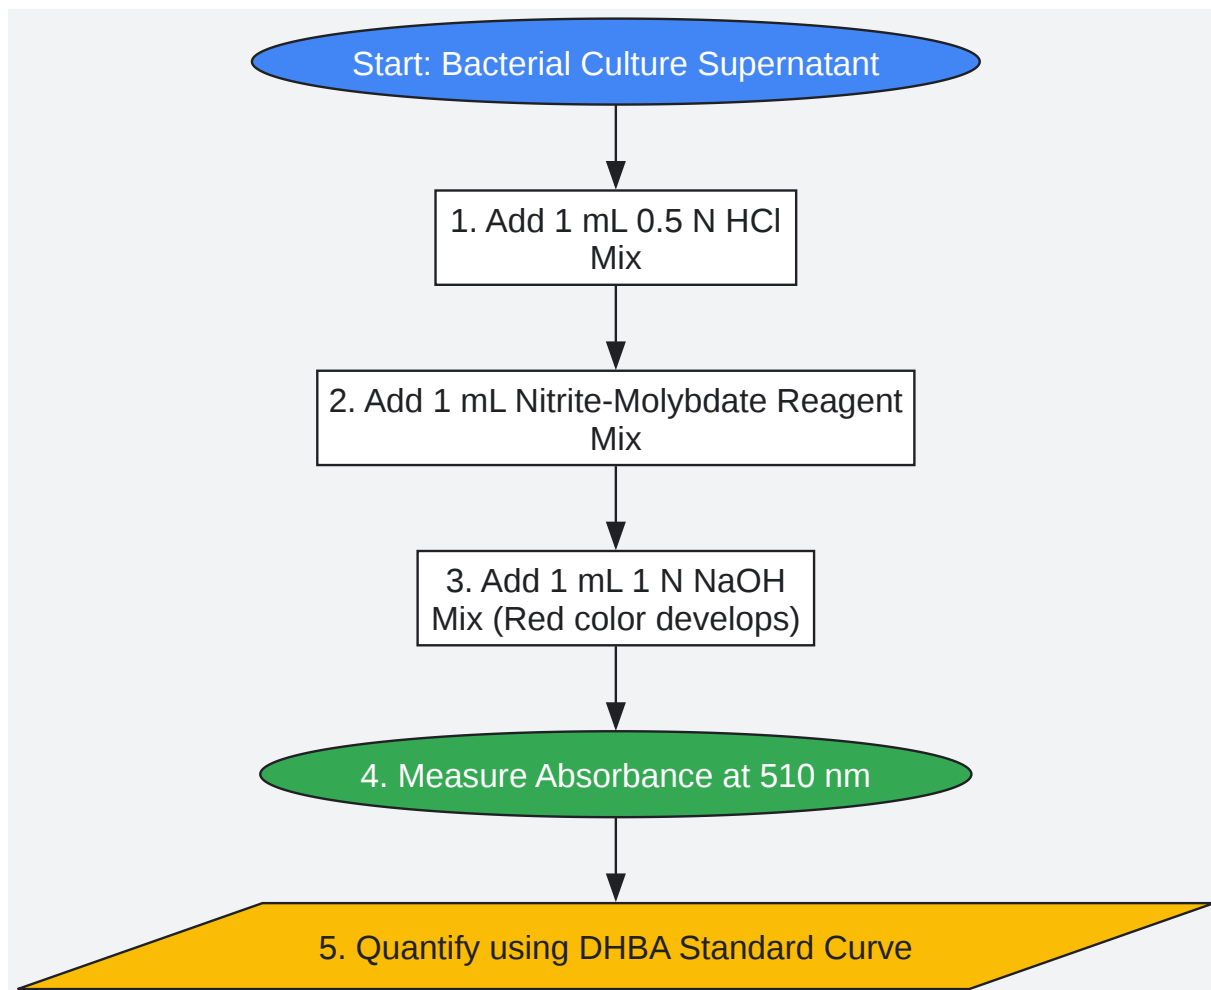 Start: Bacterial Culture Supernatant
1. Add 1 mL 0.5 N HCl
Mix
2. Add 1 mL Nitrite-Molybdate Reagent
Mix
3. Add 1 mL 1 N NaOH
Mix (Red color develops)
4. Measure Absorbance at 510 nm
5. Quantify using DHBA Standard Curve